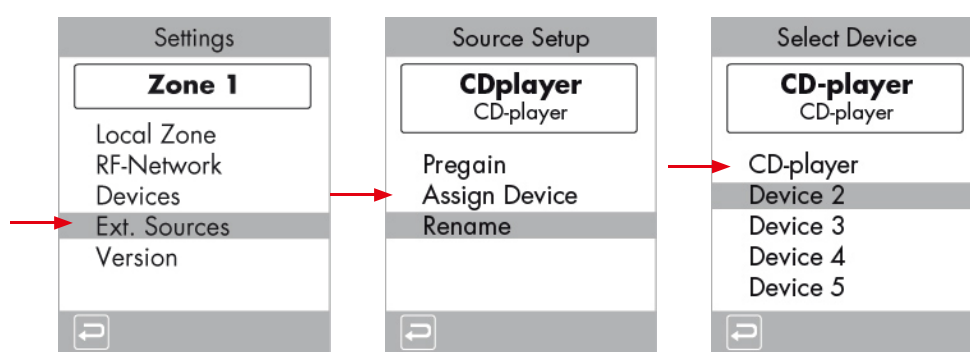 Settings
Zone 1
Local Zone
RF-Network
Devices
Ext. Sources
Version
Source Setup
CDplayer
CD-player
Pregain
Assign Device
Rename
Select Device
CD-player
CD-player
CD-player
Device 2
Device 3
Device 4
Device 5